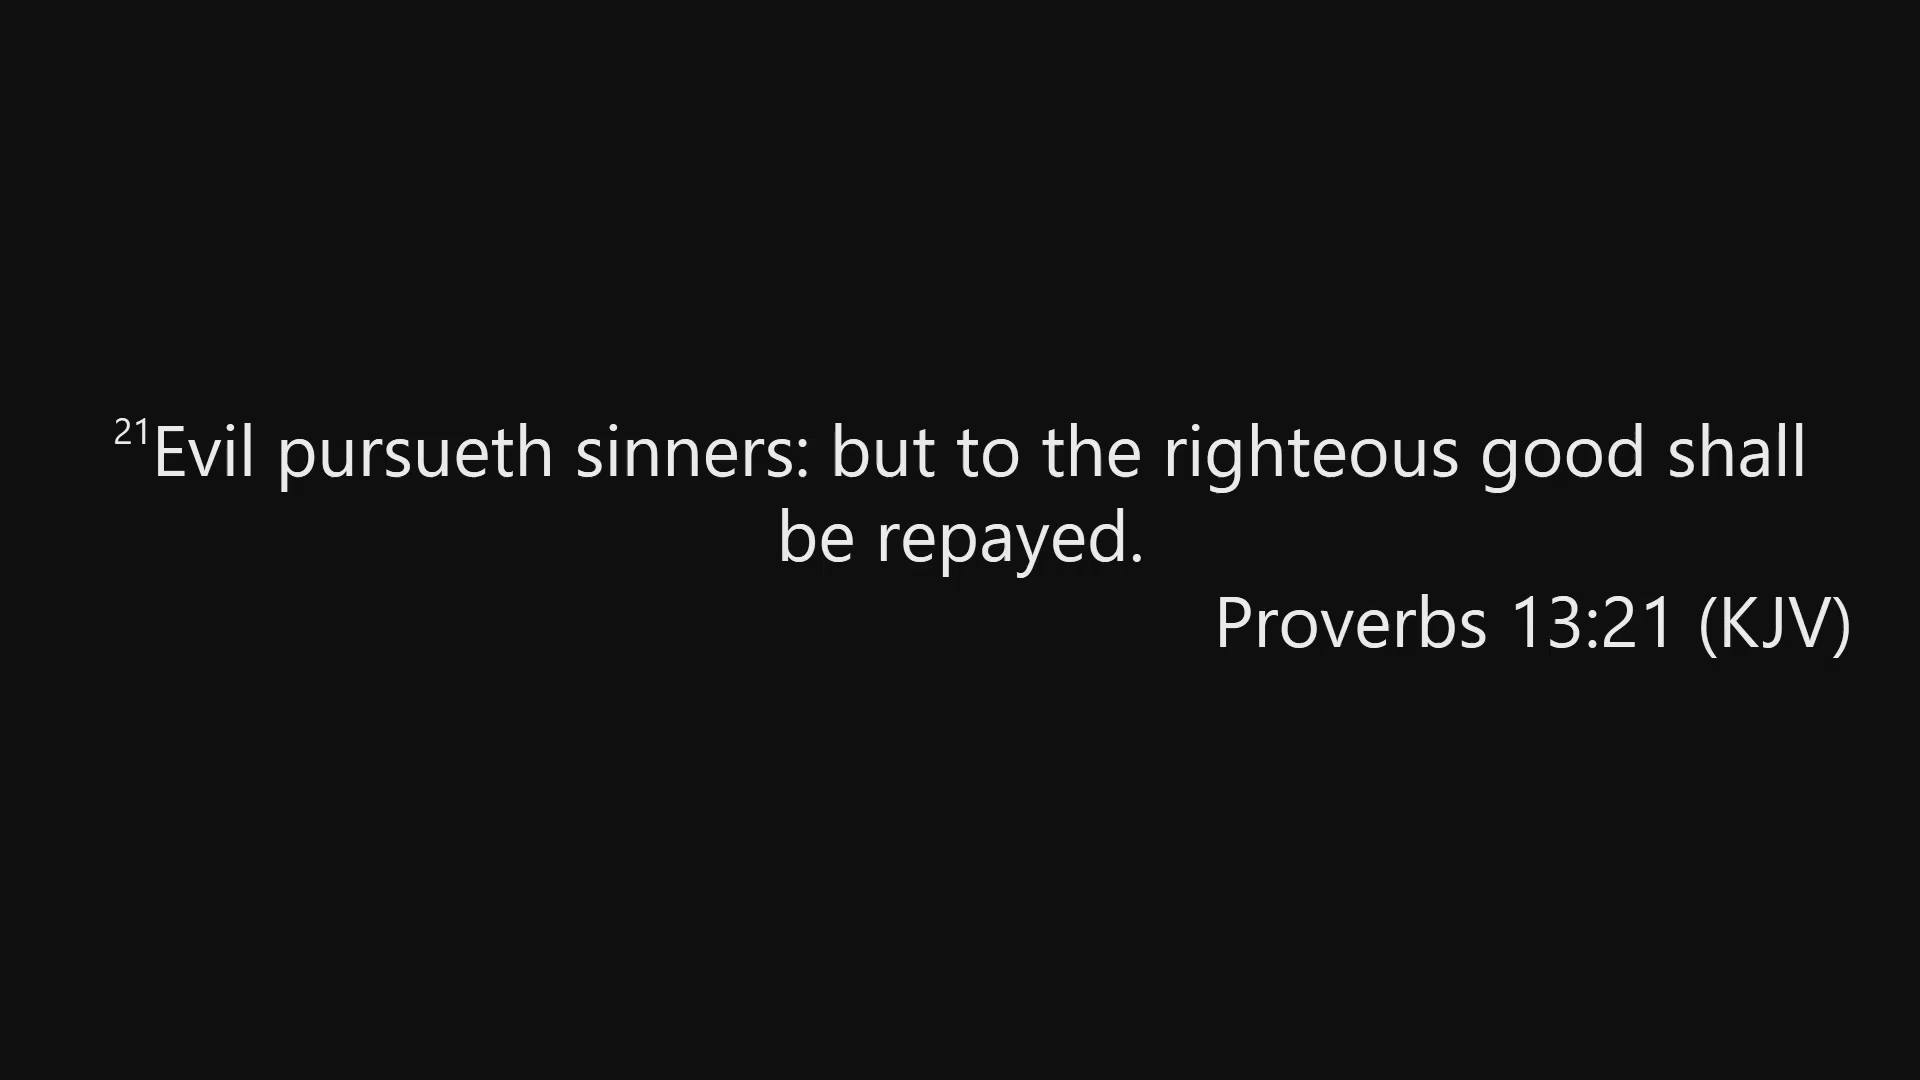 21Evil pursueth sinners: but to the righteous good shall
be repayed.
Proverbs 13:21 (KJV)